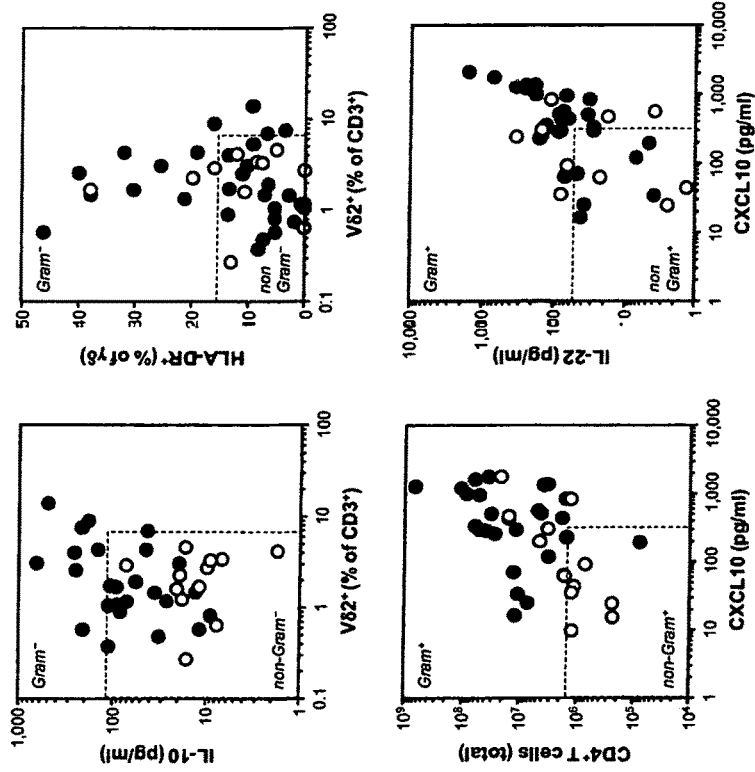 1,000
100
10
1
IL-10 (pg/ml)
Gram⁻
non-Gram⁻
0.1
1
10
100
Vδ2⁺ (% of CD3⁺)
50
40
30
20
10
0
HLA-DR⁺ (% of γδ)
Gram⁻
non
Gram⁻
0.1
1
10
100
Vδ2⁺ (% of CD3⁺)
10⁹
10⁸
10⁷
10⁶
10⁵
10⁴
CD4⁺ T cells (total)
Gram⁺
non-Gram⁺
1
10
100
1,000
10,000
CXCL10 (pg/ml)
10,000
1,000
100
0
1
IL-22 (pg/ml)
Gram⁺
non
Gram⁺
1
10
100
1,000
10,000
CXCL10 (pg/ml)